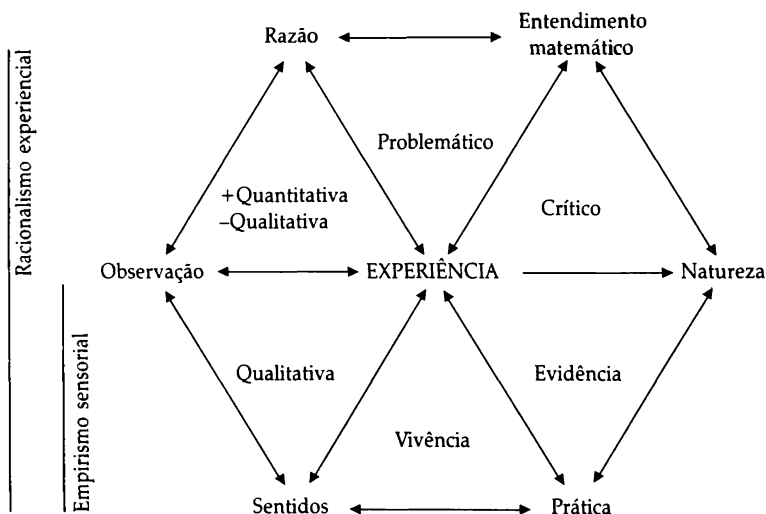 Razão
Entendimento
matemático
Racionalismo experiencial
Problemático
+Quantitativa
–Qualitativa
Crítico
Observação
EXPERIÊNCIA
Natureza
Empirismo sensorial
Qualitativa
Evidência
Vivência
Sentidos
Prática